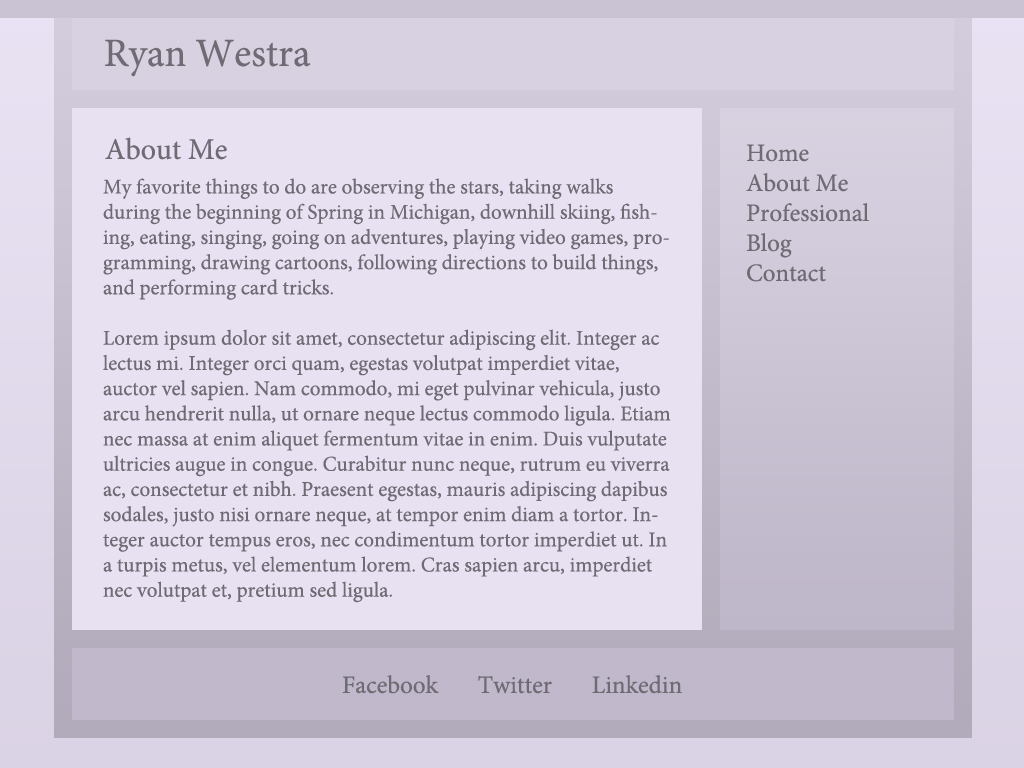 Ryan Westra
About Me
My favorite things to do are observing the stars, taking walks
during the beginning of Spring in Michigan, downhill skiing, fish-
ing, eating, singing, going on adventures, playing video games, pro-
gramming, drawing cartoons, following directions to build things,
and performing card tricks.
Lorem ipsum dolor sit amet, consectetur adipiscing elit. Integer ac
lectus mi. Integer orci quam, egestas volutpat imperdiet vitae,
auctor vel sapien. Nam commodo, mi eget pulvinar vehicula, justo
arcu hendrerit nulla, ut ornare neque lectus commodo ligula. Etiam
nec massa at enim aliquet fermentum vitae in enim. Duis vulputate
ultricies augue in congue. Curabitur nunc neque, rutrum eu viverra
ac, consectetur et nibh. Praesent egestas, mauris adipiscing dapibus
sodales, justo nisi ornare neque, at tempor enim diam a tortor. In-
teger auctor tempus eros, nec condimentum tortor imperdiet ut. In
a turpis metus, vel elementum lorem. Cras sapien arcu, imperdiet
nec volutpat et, pretium sed ligula.
Home
About Me
Professional
Blog
Contact
Facebook Twitter Linkedin